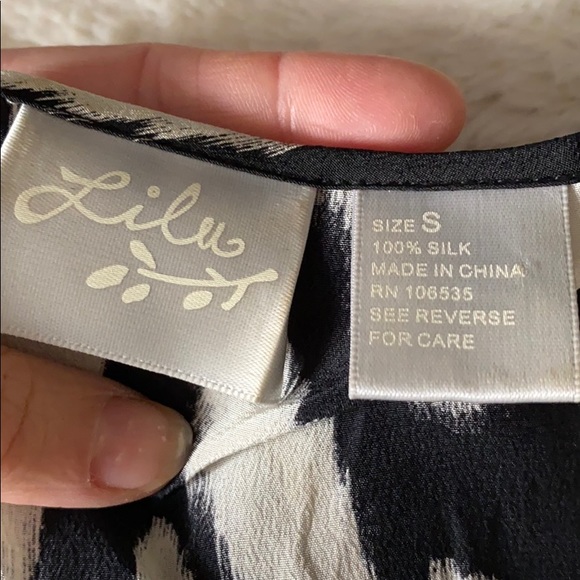 Lilu
SIZE S
100% SILK
MADE IN CHINA
RN 106535
SEE REVERSE
FOR CARE